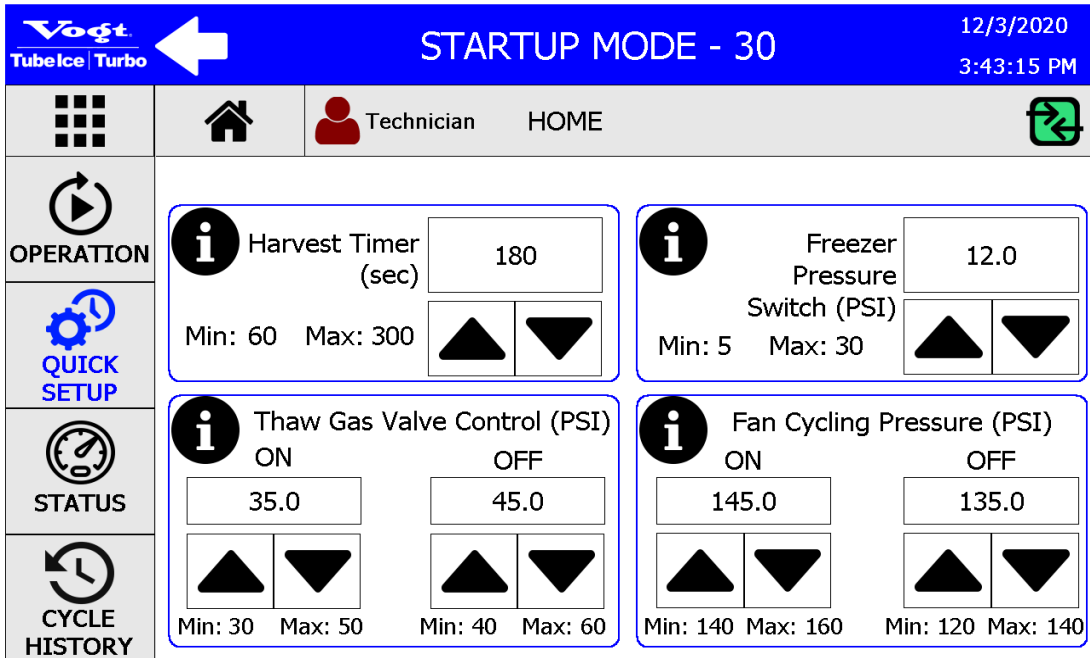 Vogt
Tube Ice | Turbo
STARTUP MODE - 30
12/3/2020
3:43:15 PM
Technician
HOME
OPERATION
QUICK
SETUP
STATUS
CYCLE
HISTORY
i
Harvest Timer
(sec)
180
Min: 60 Max: 300
i
Freezer
Pressure
Switch (PSI)
12.0
Min: 5 Max: 30
i
Thaw Gas Valve Control (PSI)
ON OFF
35.0 45.0
Min: 30 Max: 50 Min: 40 Max: 60
i
Fan Cycling Pressure (PSI)
ON OFF
145.0 135.0
Min: 140 Max: 160 Min: 120 Max: 140